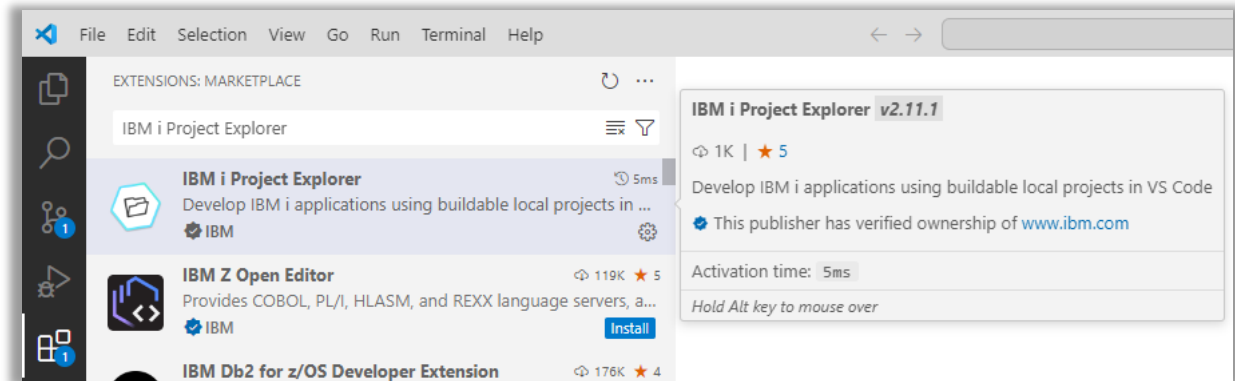 File Edit Selection View Go Run Terminal Help
EXTENSIONS: MARKETPLACE
IBM i Project Explorer
IBM i Project Explorer 5ms
Develop IBM i applications using buildable local projects in ...
IBM
1
IBM Z Open Editor 119K ★ 5
Provides COBOL, PL/I, HLASM, and REXX language servers, a...
IBM Install
1
IBM Db2 for z/OS Developer Extension 176K ★ 4
IBM i Project Explorer v2.11.1
1K | ★ 5
Develop IBM i applications using buildable local projects in VS Code
This publisher has verified ownership of www.ibm.com
Activation time: 5ms
Hold Alt key to mouse over